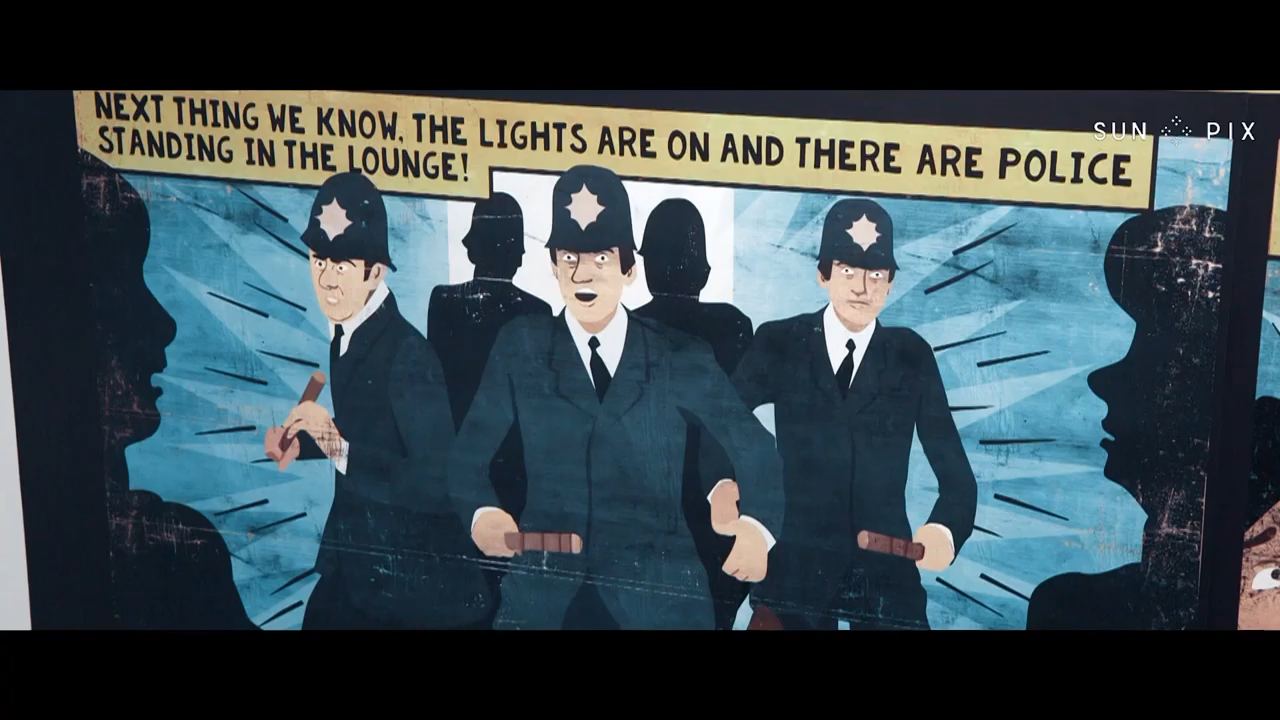 NEXT THING WE KNOW, THE LIGHTS ARE ON AND THERE ARE POLICE
STANDING IN THE LOUNGE!
SUN PIX